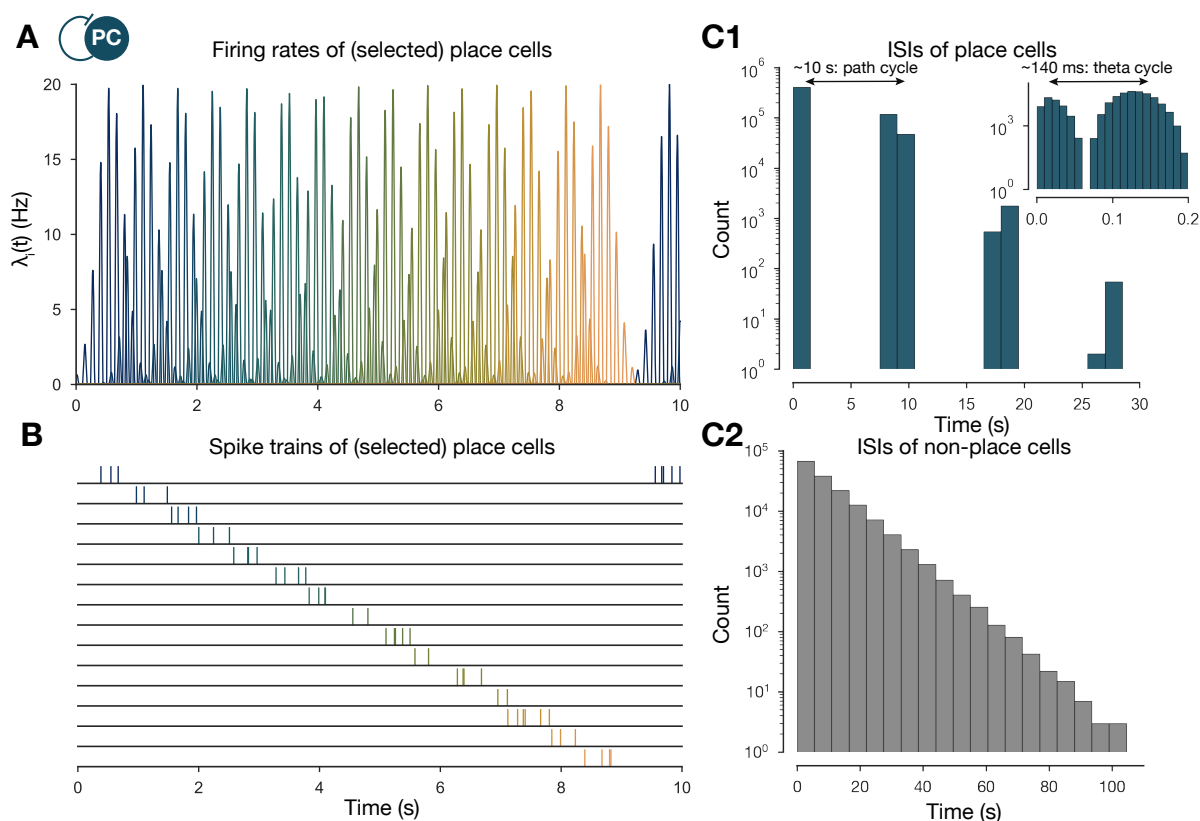 A
PC
Firing rates of (selected) place cells
λi(t) (Hz)
20
15
10
5
0
0 2 4 6 8 10
B
Spike trains of (selected) place cells
0 2 4 6 8 10
Time (s)
C1
ISIs of place cells
~10 s: path cycle
~140 ms: theta cycle
Count
10^6
10^5
10^4
10^3
10^2
10^1
10^0
10^3
10^0
0.0 0.1 0.2
0 5 10 15 20 25 30
Time (s)
C2
ISIs of non-place cells
Count
10^5
10^4
10^3
10^2
10^1
10^0
0 20 40 60 80 100
Time (s)